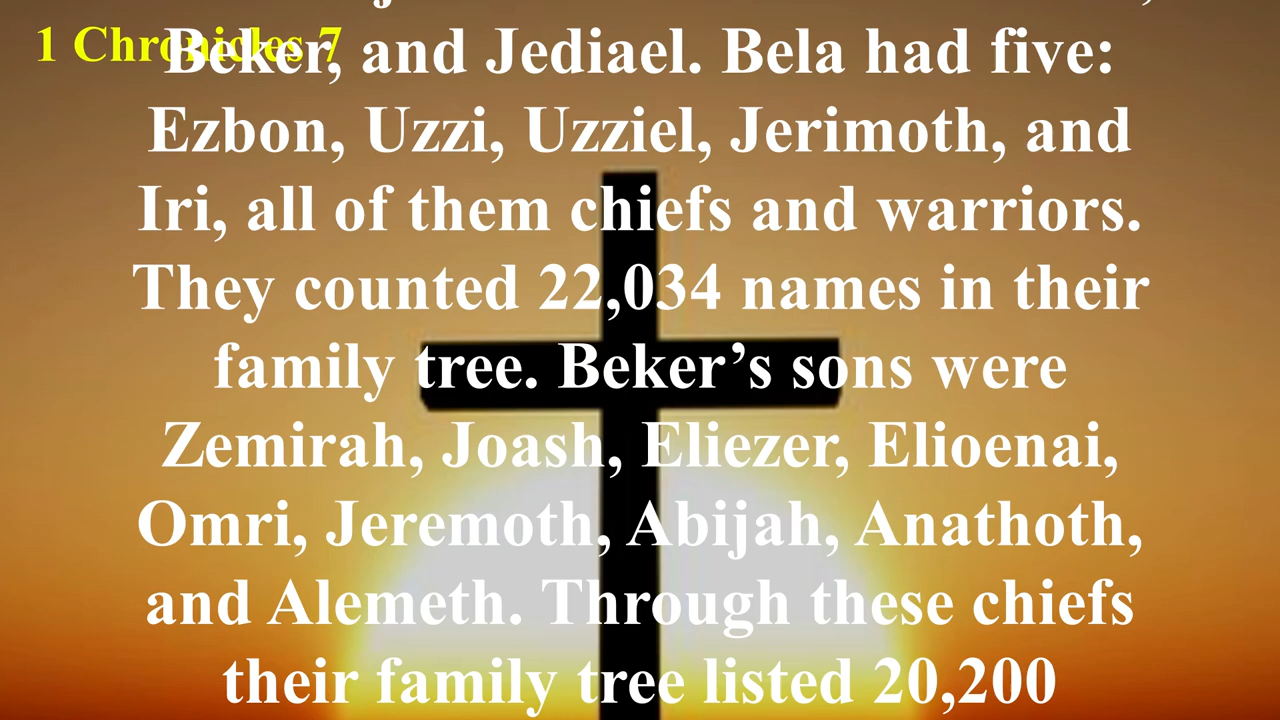 1 Chronicles 7
Beker, and Jediael. Bela had five:
Ezbon, Uzzi, Uzziel, Jerimoth, and
Iri, all of them chiefs and warriors.
They counted 22,034 names in their
family tree. Beker’s sons were
Zemirah, Joash, Eliezer, Elioenai,
Omri, Jeremoth, Abijah, Anathoth,
and Alemeth. Through these chiefs
their family tree listed 20,200